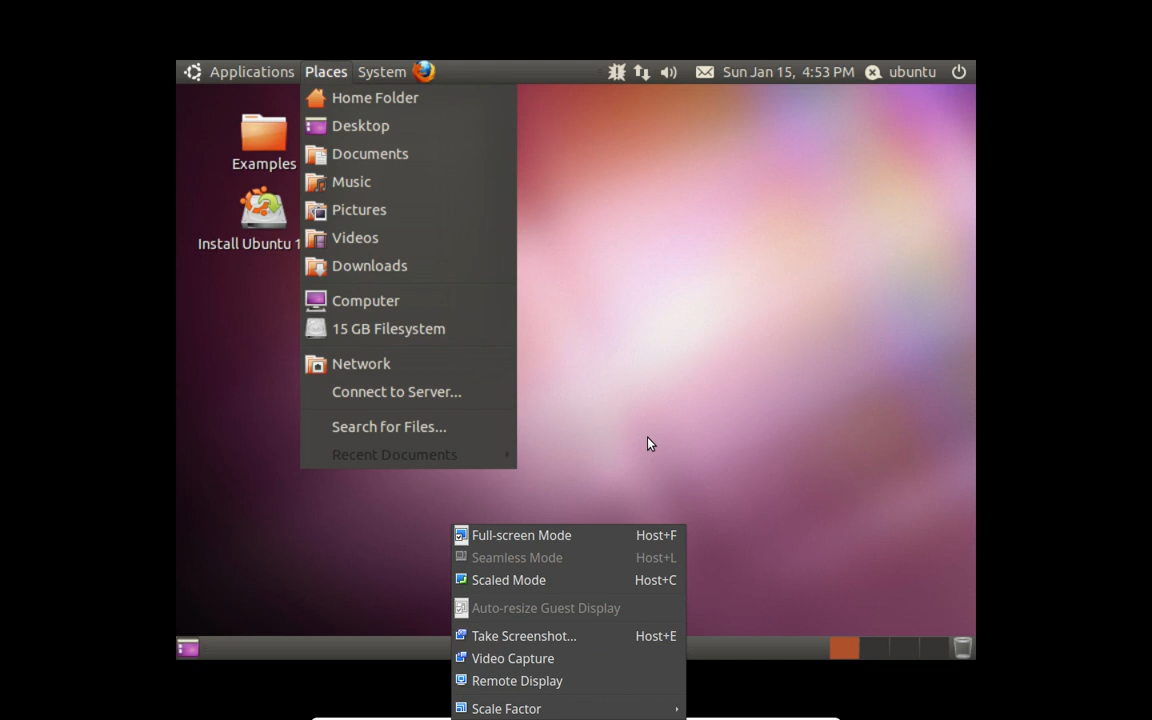 Applications Places System Sun Jan 15, 4:53 PM ubuntu
Examples
Install Ubuntu 1
Home Folder
Desktop
Documents
Music
Pictures
Videos
Downloads
Computer
15 GB Filesystem
Network
Connect to Server...
Search for Files...
Recent Documents
Full-screen Mode Host+F
Seamless Mode Host+L
Scaled Mode Host+C
Auto-resize Guest Display
Take Screenshot... Host+E
Video Capture
Remote Display
Scale Factor